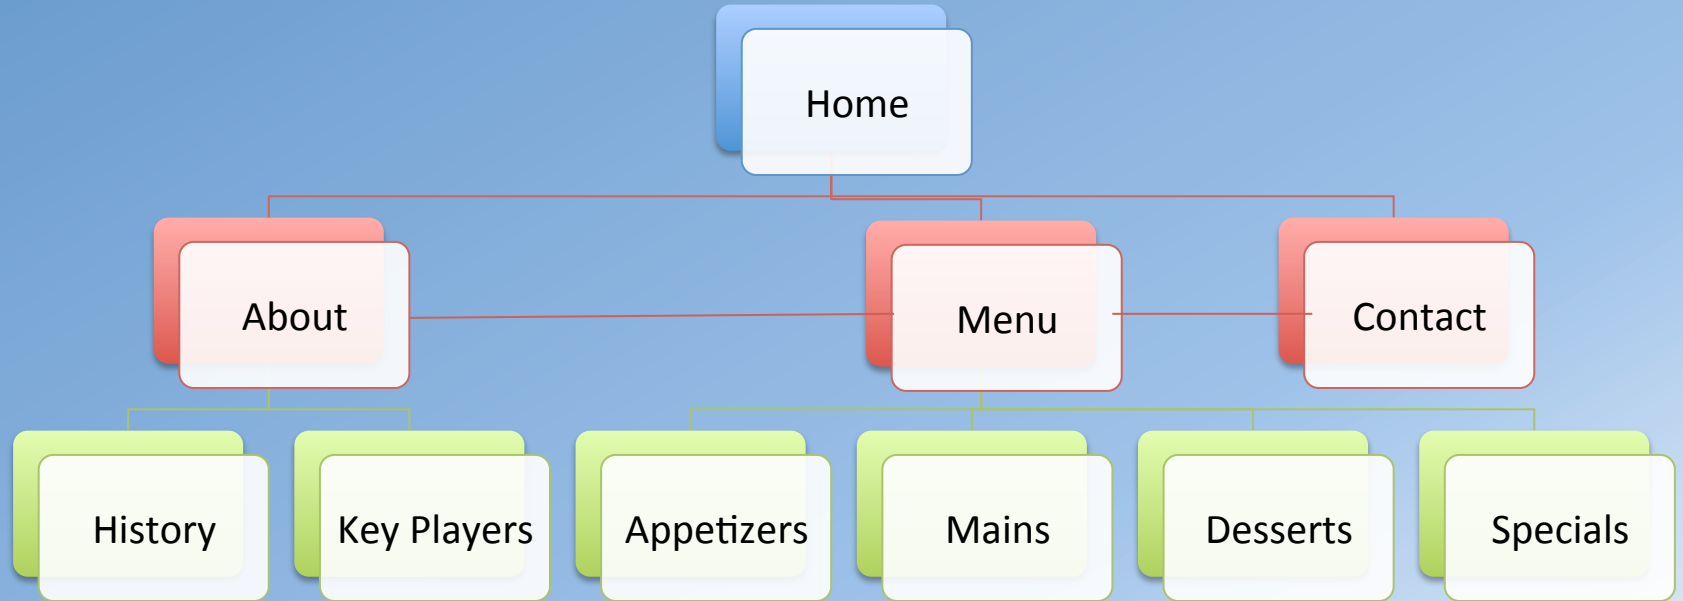 Home
About
Menu
Contact
History
Key Players
Appetizers
Mains
Desserts
Specials